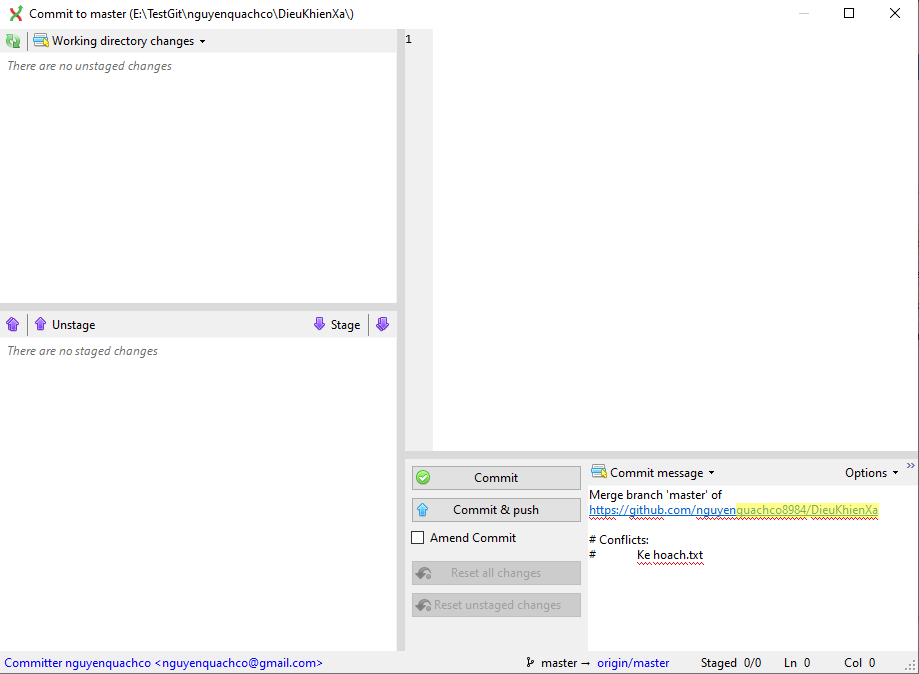 Commit to master (E:\TestGit\nguyenquachco\DieuKhienXa\)
Working directory changes
There are no unstaged changes
1
Unstage
Stage
There are no staged changes
Commit
Commit & push
Amend Commit
Reset all changes
Reset unstaged changes
Commit message
Options
»
Merge branch 'master' of
https://github.com/nguyenquachco8984/DieuKhienXa
# Conflicts:
#	Ke hoach.txt
Committer nguyenquachco <nguyenquachco@gmail.com>
master → origin/master
Staged 0/0
Ln 0
Col 0